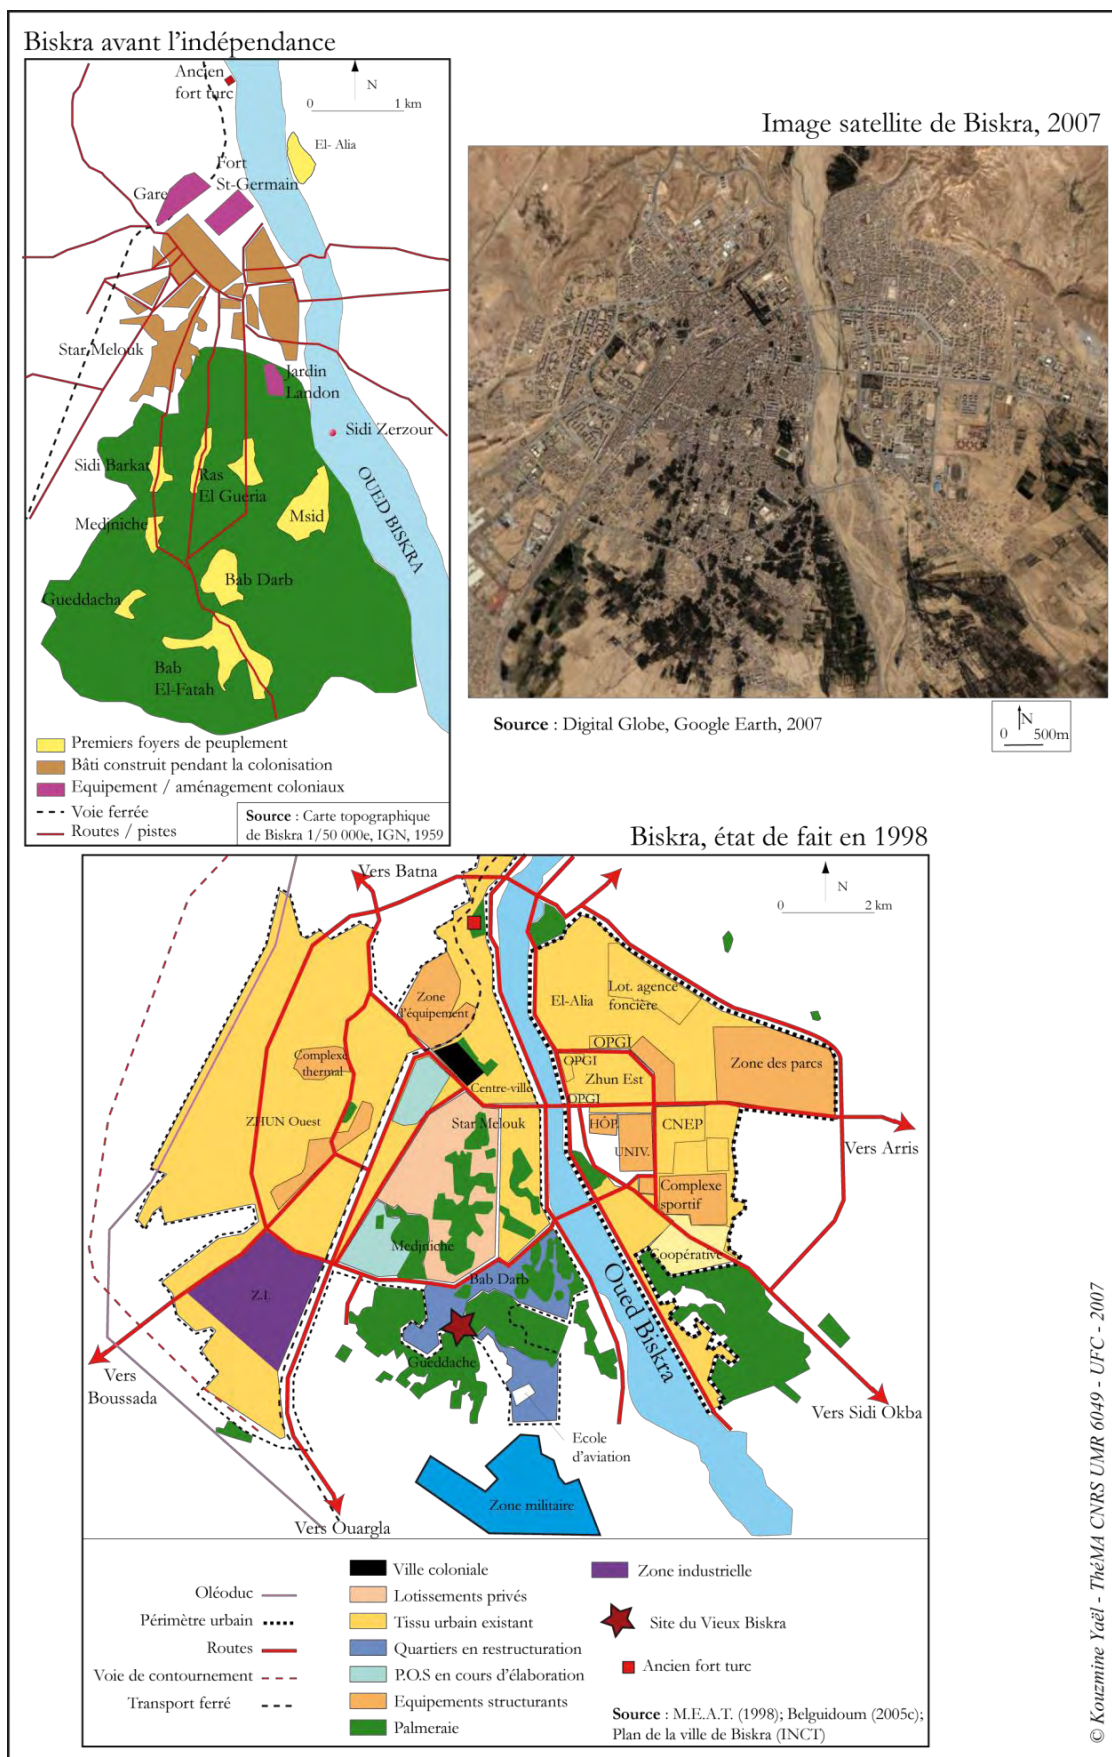 Biskra avant l'indépendance
Ancien
fort turc
N
0 1 km
El- Alia
Fort
St-Germain
Gare
Star Melouk
Jardin
Landon
Sidi Zerzour
Sidi Barkat
Ras
El Gueria
Medjniche
Msid
OUED BISKRA
Bab Darb
Gueddacha
Bab
El-Fatah
Premiers foyers de peuplement
Bâti construit pendant la colonisation
Equipement / aménagement coloniaux
Voie ferrée
Routes / pistes
Source : Carte topographique
de Biskra 1/50 000e, IGN, 1959
Image satellite de Biskra, 2007
Source : Digital Globe, Google Earth, 2007
N
0 500m
Biskra, état de fait en 1998
Vers Batna
N
0 2 km
El-Alia
Lot. agence
foncière
Zone
d'équipement
OPGI
OPGI
Zhun Est
OPGI
Zone des parcs
Complexe
thermal
Centre-ville
ZHUN Ouest
Star Melouk
HÔP.
CNEP
UNIV.
Vers Arris
Complexe
sportif
Medjniche
Coopérative
Bab Darb
Z.I.
Oued Biskra
Gueddache
Vers
Boussada
Vers Sidi Okba
Ecole
d'aviation
Zone militaire
Vers Ouargla
Oléoduc
Périmètre urbain
Routes
Voie de contournement
Transport ferré
Ville coloniale
Lotissements privés
Tissu urbain existant
Quartiers en restructuration
P.O.S en cours d'élaboration
Equipements structurants
Palmeraie
Zone industrielle
Site du Vieux Biskra
Ancien fort turc
Source : M.E.A.T. (1998); Belguidoum (2005c);
Plan de la ville de Biskra (INCT)
© Kouzmine Yaël - ThéMA CNRS UMR 6049 - UFC - 2007